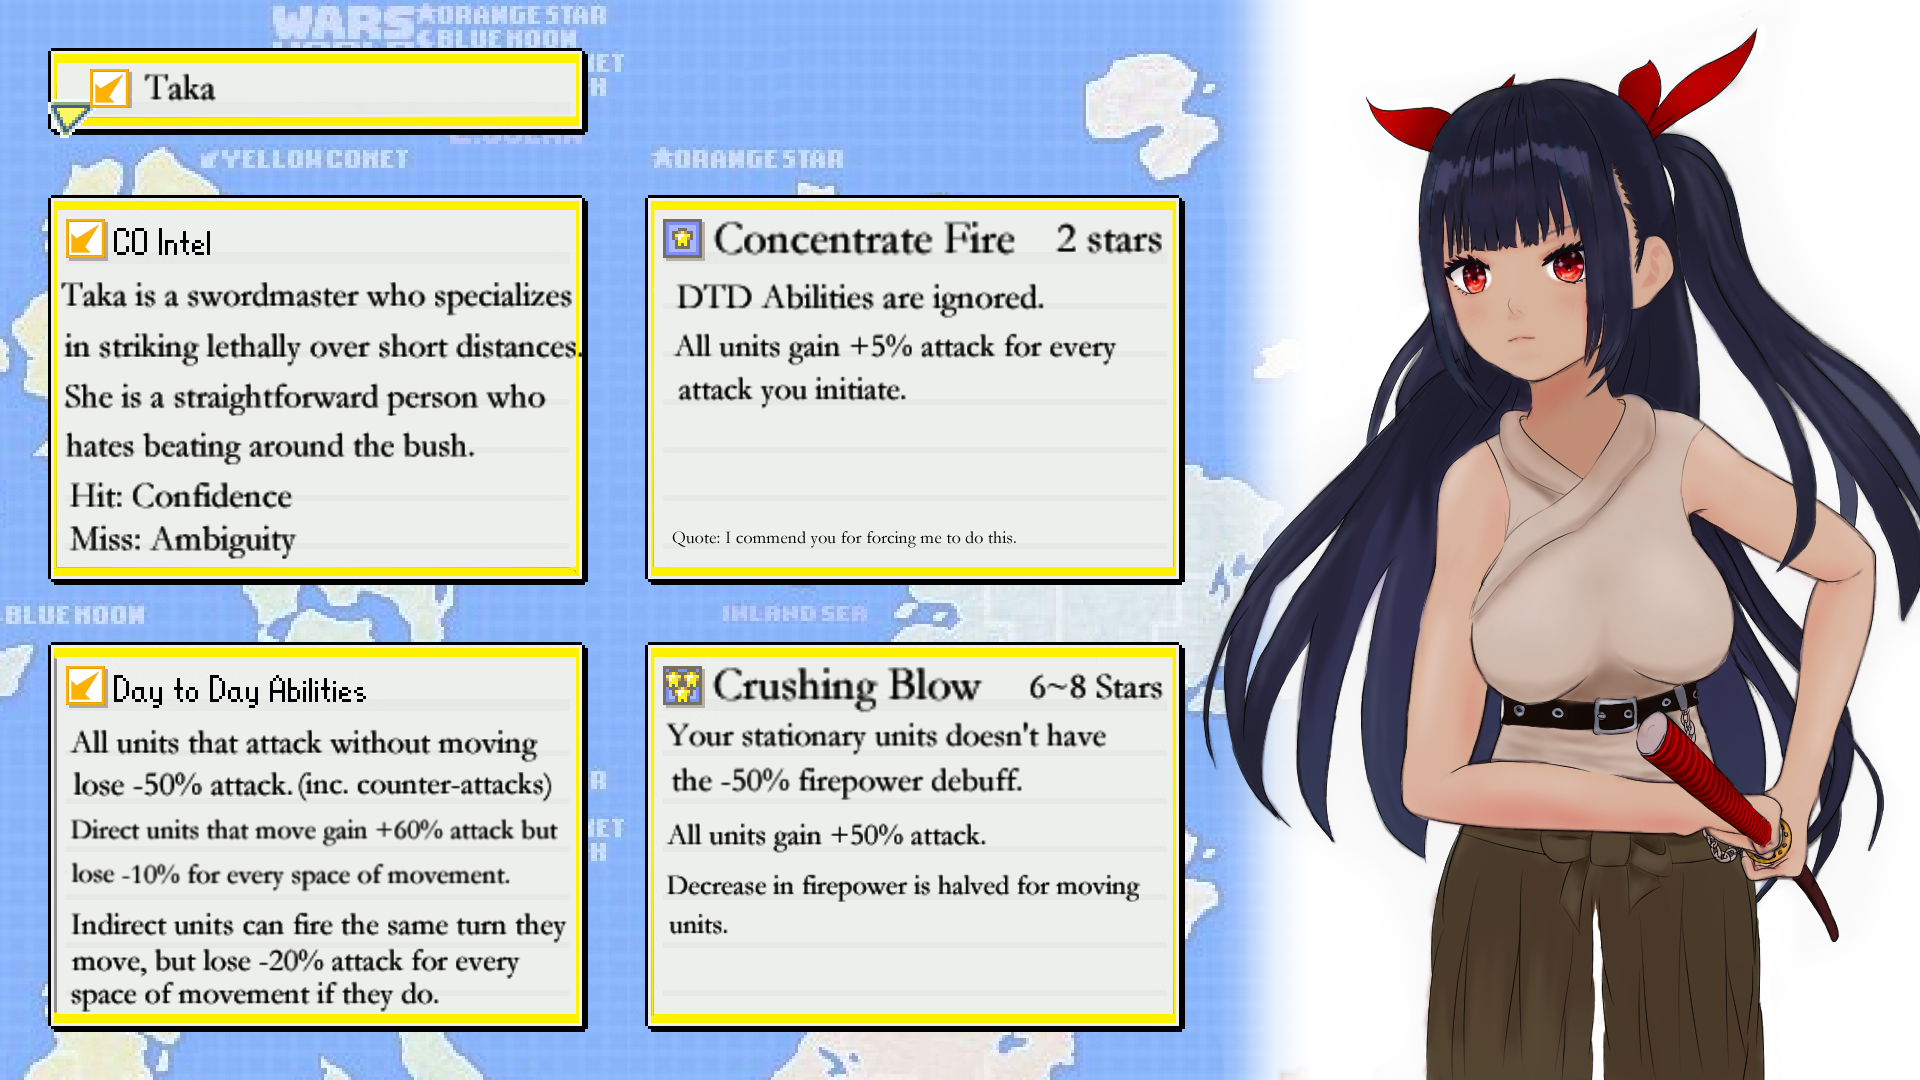 WARS
ORANGE STAR
BLUE MOON
Taka
YELLOW COMET
ORANGE STAR
CO Intel
Taka is a swordmaster who specializes
in striking lethally over short distances.
She is a straightforward person who
hates beating around the bush.
Hit: Confidence
Miss: Ambiguity
Concentrate Fire 2 stars
DTD Abilities are ignored.
All units gain +5% attack for every
attack you initiate.
Quote: I commend you for forcing me to do this.
BLUE MOON
INLAND SEA
Day to Day Abilities
All units that attack without moving
lose -50% attack. (inc. counter-attacks)
Direct units that move gain +60% attack but
lose -10% for every space of movement.
Indirect units can fire the same turn they
move, but lose -20% attack for every
space of movement if they do.
Crushing Blow 6~8 Stars
Your stationary units doesn't have
the -50% firepower debuff.
All units gain +50% attack.
Decrease in firepower is halved for moving
units.